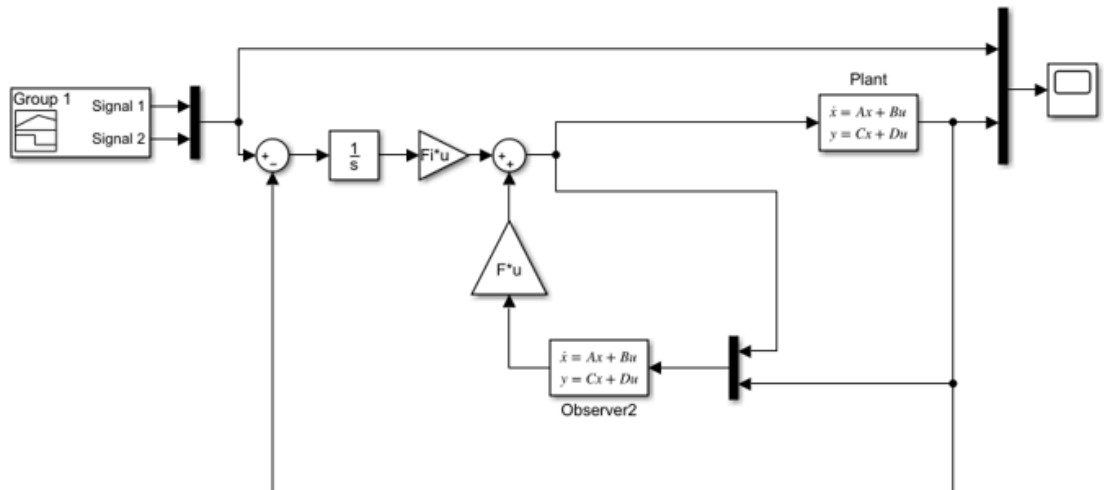 Group 1
Signal 1
Signal 2
+
−
1
s
Fi*u
+
+
Plant
ẋ = Ax + Bu
y = Cx + Du
F*u
ẋ = Ax + Bu
y = Cx + Du
Observer2